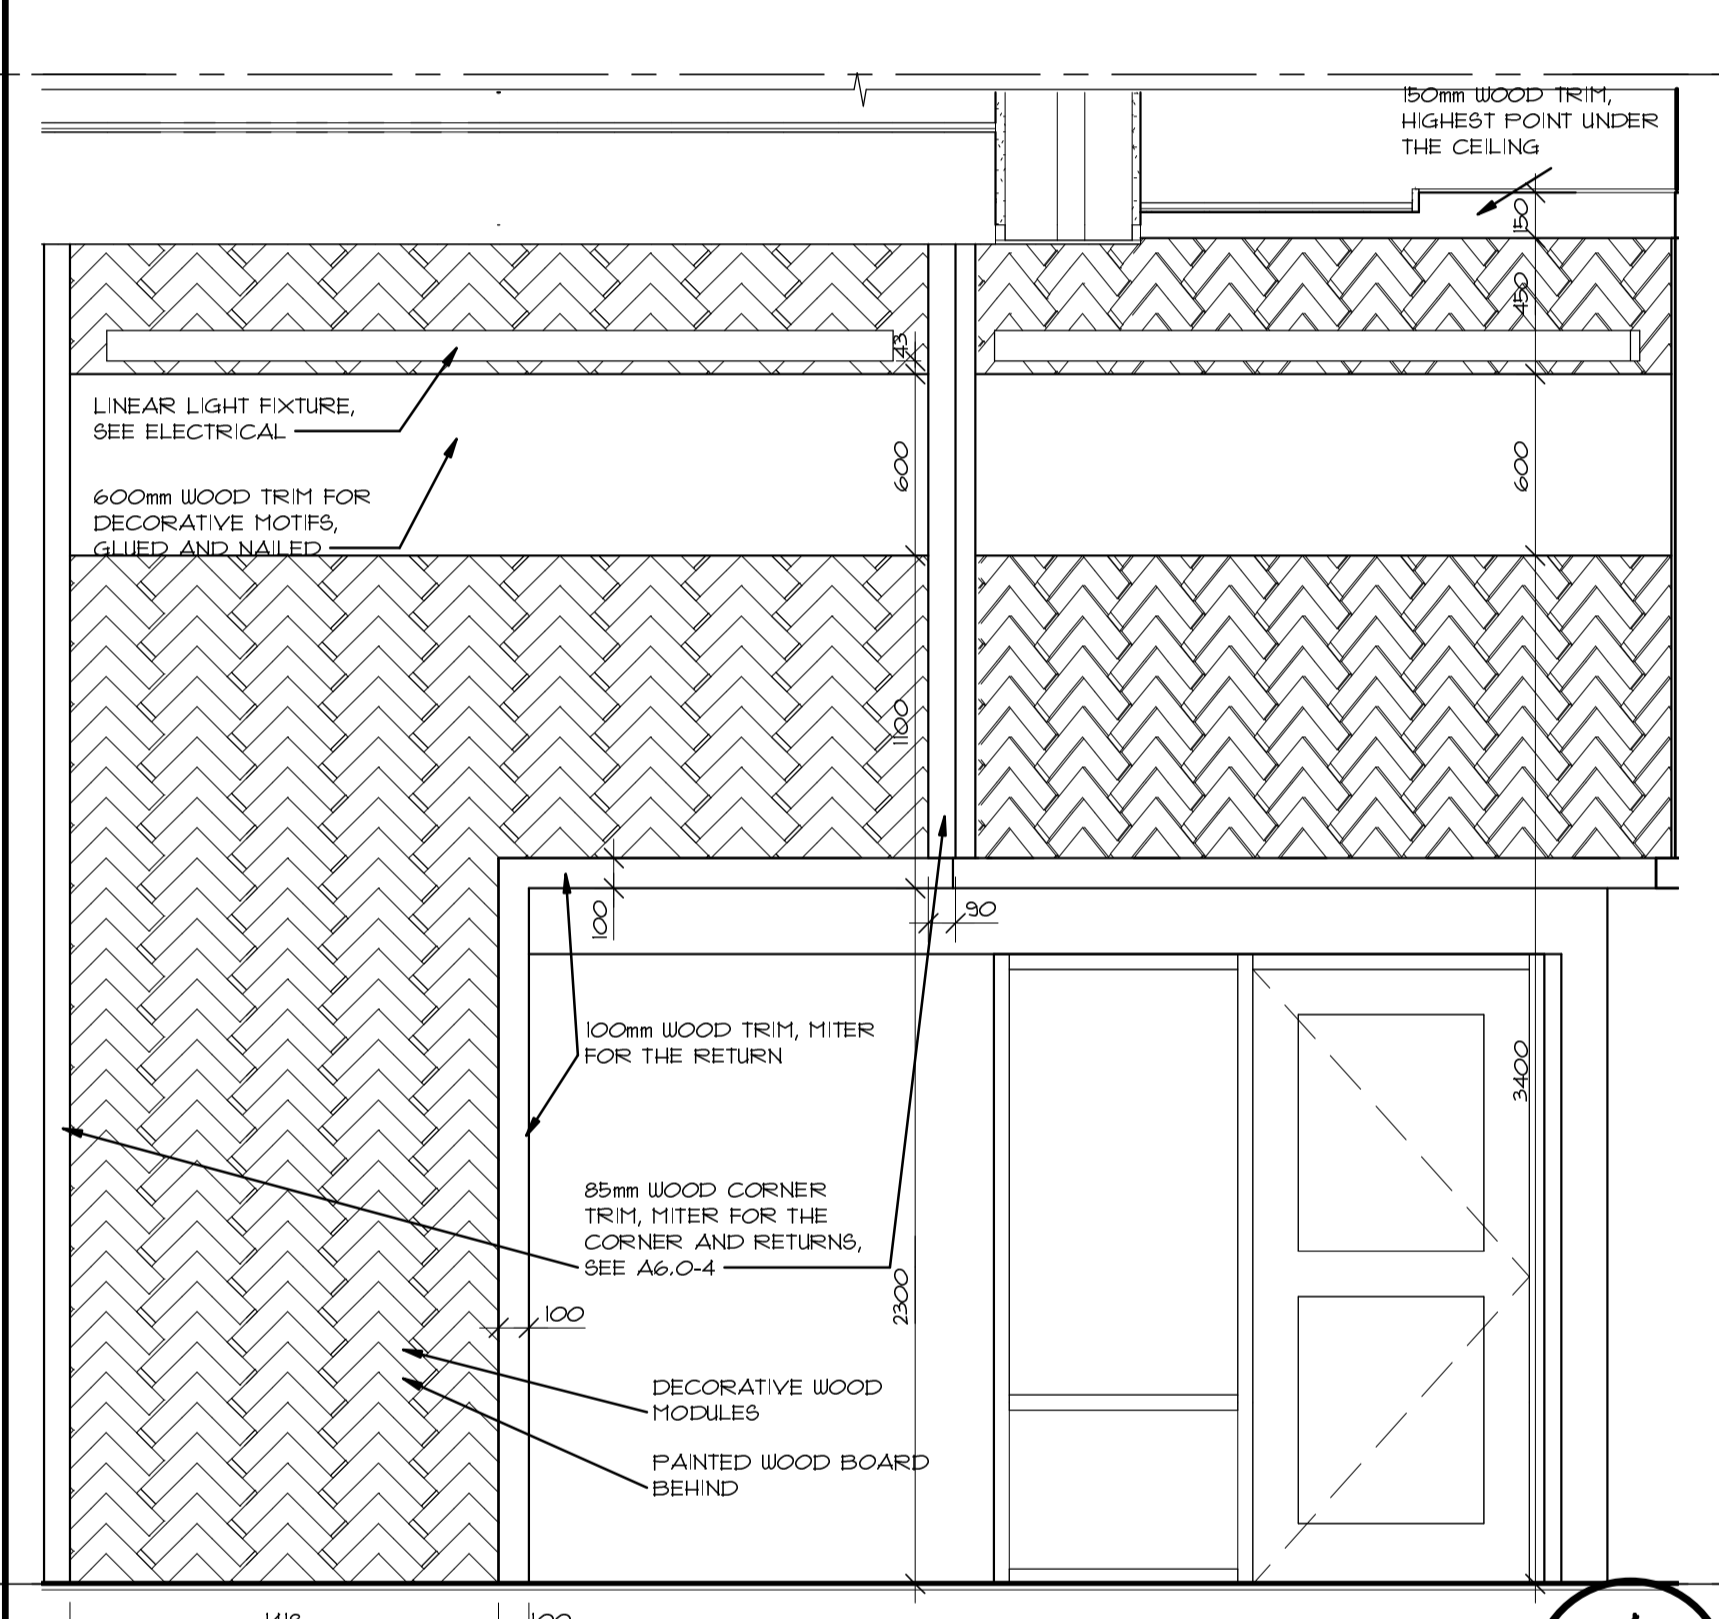 150mm WOOD TRIM,
HIGHEST POINT UNDER
THE CEILING
150
450
43
LINEAR LIGHT FIXTURE,
SEE ELECTRICAL
600
600
600mm WOOD TRIM FOR
DECORATIVE MOTIFS,
GLUED AND NAILED
1100
100
90
100mm WOOD TRIM, MITER
FOR THE RETURN
3400
85mm WOOD CORNER
TRIM, MITER FOR THE
CORNER AND RETURNS,
SEE A6.0-4
2300
100
DECORATIVE WOOD
MODULES
PAINTED WOOD BOARD
BEHIND
100